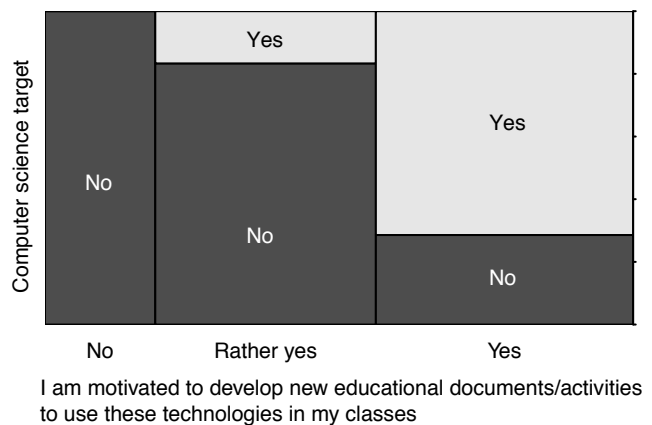 Computer science target
Yes
Yes
No
No
No
No
Rather yes
Yes
I am motivated to develop new educational documents/activities
to use these technologies in my classes